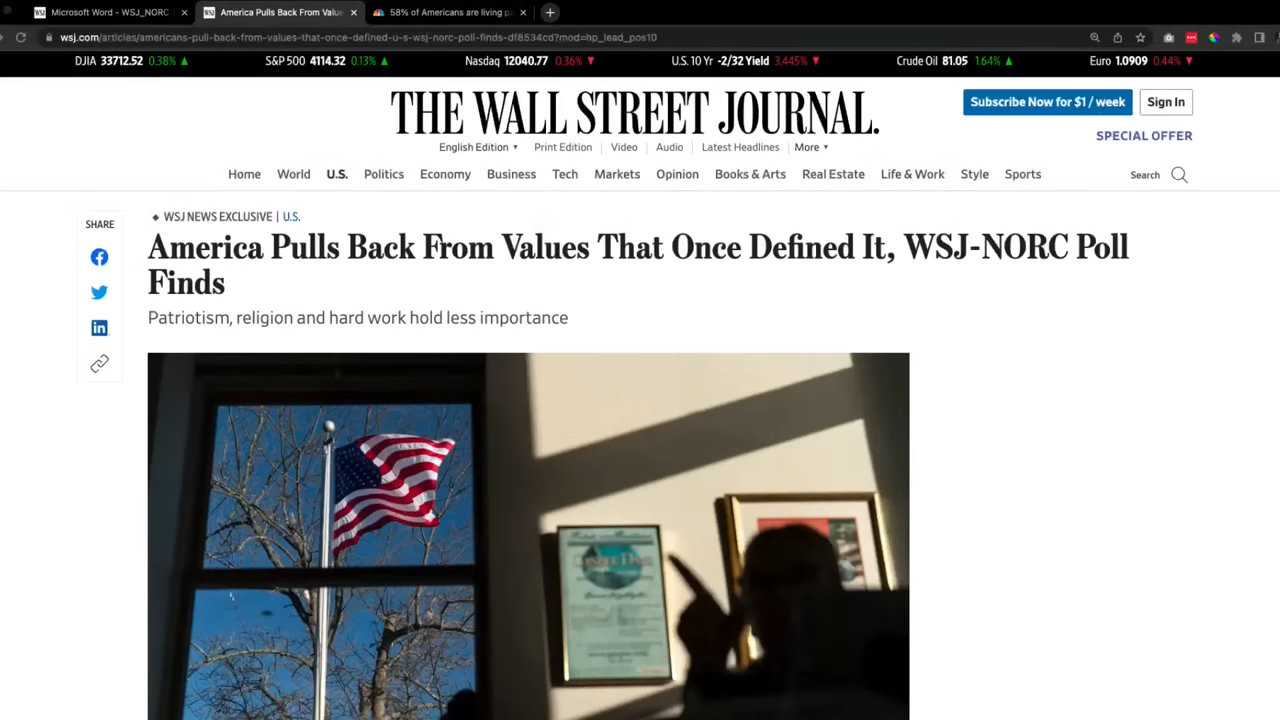 Microsoft Word - WSJ_NORC
America Pulls Back From Value
58% of Americans are living pa
wsj.com/articles/americans-pull-back-from-values-that-once-defined-u-s-wsj-norc-poll-finds-df8534cd?mod=hp_lead_pos10
DJIA 33712.52 0.38% ▲ S&P 500 4114.32 0.13% ▲ Nasdaq 12040.77 0.36% ▼ U.S. 10 Yr -2/32 Yield 3.445% ▼ Crude Oil 81.05 1.64% ▲ Euro 1.0909 0.44% ▼
THE WALL STREET JOURNAL.
Subscribe Now for $1 / week Sign In
SPECIAL OFFER
English Edition ▼ Print Edition Video Audio Latest Headlines More ▼
Home World U.S. Politics Economy Business Tech Markets Opinion Books & Arts Real Estate Life & Work Style Sports Search
SHARE
◆ WSJ NEWS EXCLUSIVE | U.S.
America Pulls Back From Values That Once Defined It, WSJ-NORC Poll
Finds
Patriotism, religion and hard work hold less importance